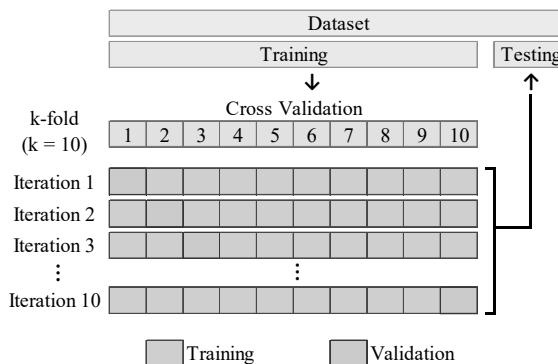 Dataset
Training Testing
Cross Validation
k-fold
(k = 10)
1 2 3 4 5 6 7 8 9 10
Iteration 1
Iteration 2
Iteration 3
Iteration 10
Training Validation